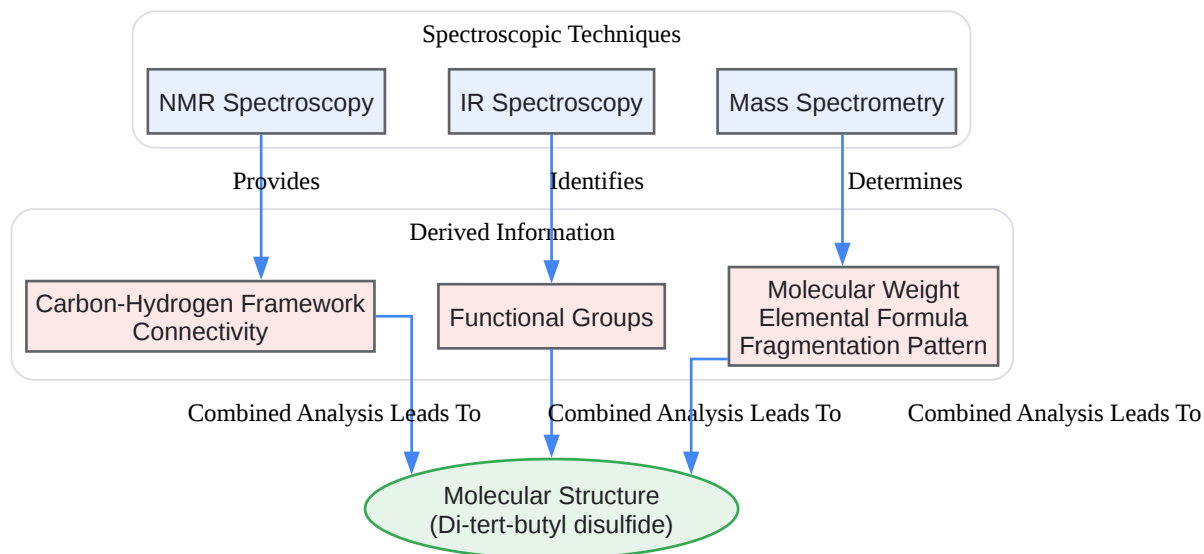 Spectroscopic Techniques
NMR Spectroscopy
IR Spectroscopy
Mass Spectrometry
Provides
Identifies
Determines
Derived Information
Carbon-Hydrogen Framework
Connectivity
Functional Groups
Molecular Weight
Elemental Formula
Fragmentation Pattern
Combined Analysis Leads To
Combined Analysis Leads To
Combined Analysis Leads To
Molecular Structure
(Di-tert-butyl disulfide)